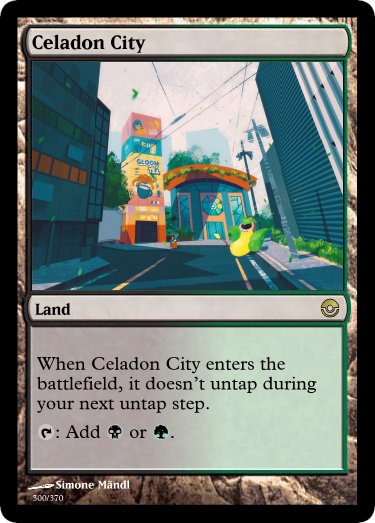 Celadon City
GLOOM
TEA
Land
When Celadon City enters the
battlefield, it doesn't untap during
your next untap step.
: Add or .
Simone Mändl
300/370